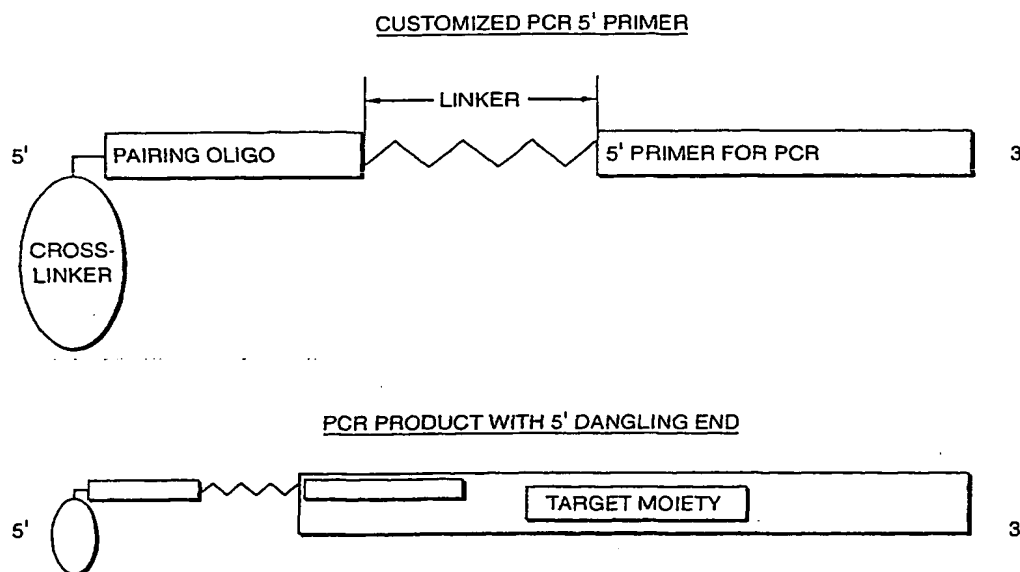 CUSTOMIZED PCR 5' PRIMER
LINKER
5' PAIRING OLIGO 5' PRIMER FOR PCR 3
CROSS-
LINKER
PCR PRODUCT WITH 5' DANGLING END
TARGET MOIETY
5' 3